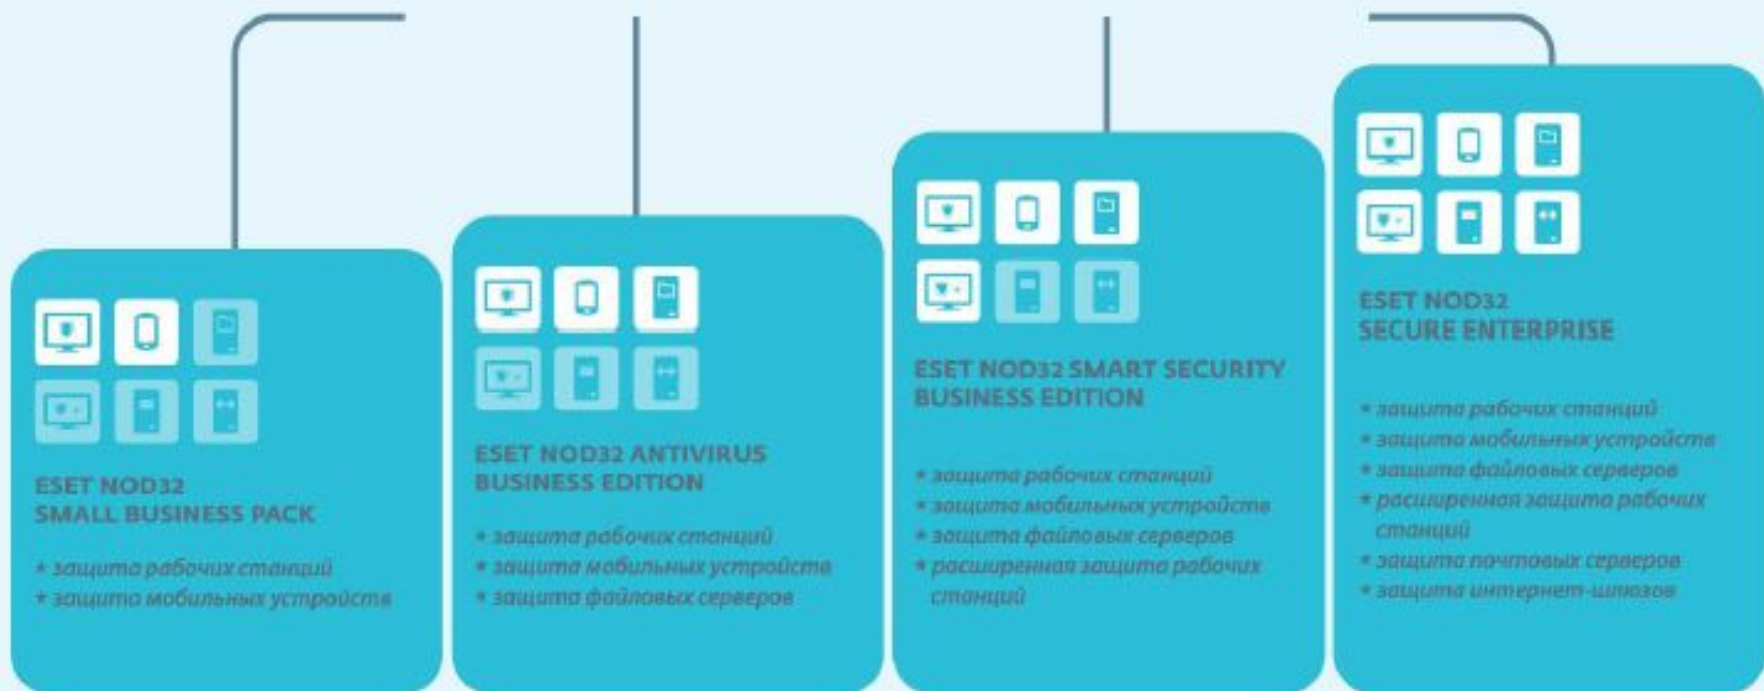 ESET NOD32
SMALL BUSINESS PACK
* защита рабочих станций
* защита мобильных устройств
ESET NOD32 ANTIVIRUS
BUSINESS EDITION
* защита рабочих станций
* защита мобильных устройств
* защита файловых серверов
ESET NOD32 SMART SECURITY
BUSINESS EDITION
* защита рабочих станций
* защита мобильных устройств
* защита файловых серверов
* расширенная защита рабочих
станций
ESET NOD32
SECURE ENTERPRISE
* защита рабочих станций
* защита мобильных устройств
* защита файловых серверов
* расширенная защита рабочих
станций
* защита почтовых серверов
* защита интернет-шлюзов